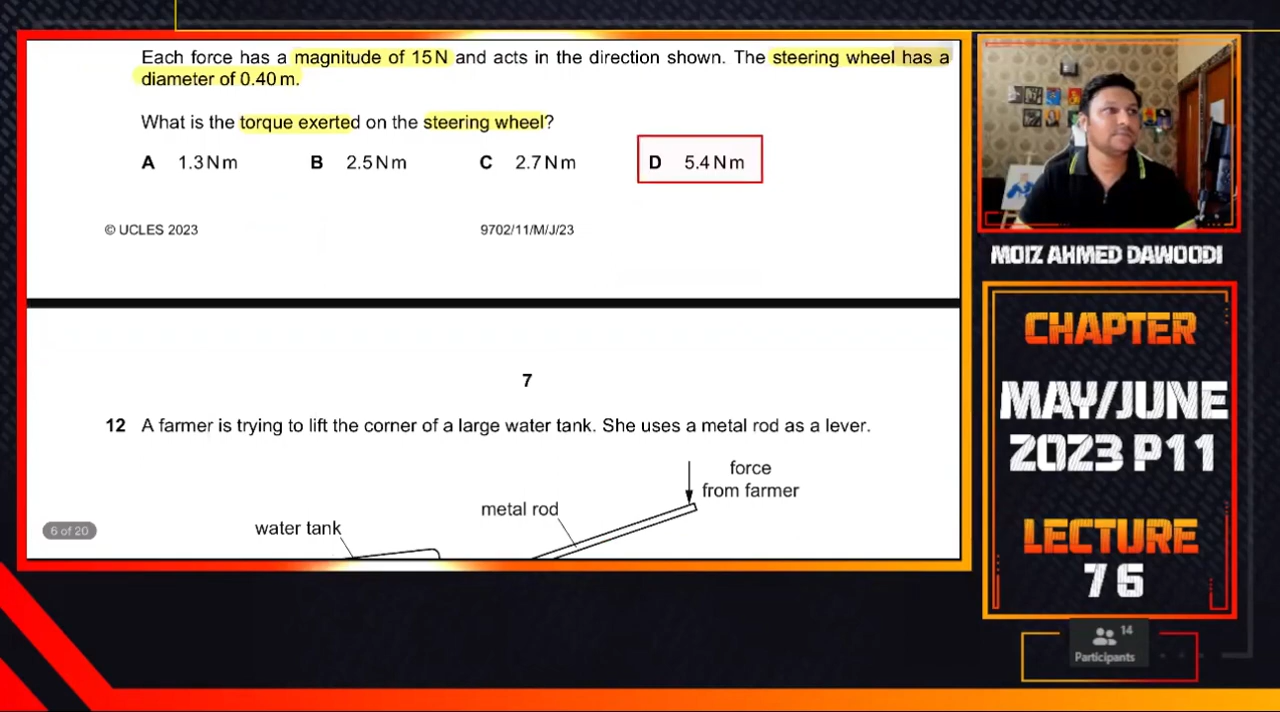 Each force has a magnitude of 15 N and acts in the direction shown. The steering wheel has a
diameter of 0.40 m.
What is the torque exerted on the steering wheel?
A 1.3 N m B 2.5 N m C 2.7 N m D 5.4 N m
© UCLES 2023 9702/11/M/J/23
7
12 A farmer is trying to lift the corner of a large water tank. She uses a metal rod as a lever.
force
from farmer
metal rod
water tank
6 of 20
MOIZ AHMED DAWOODI
CHAPTER
MAY/JUNE
2023 P11
LECTURE
76
14
Participants